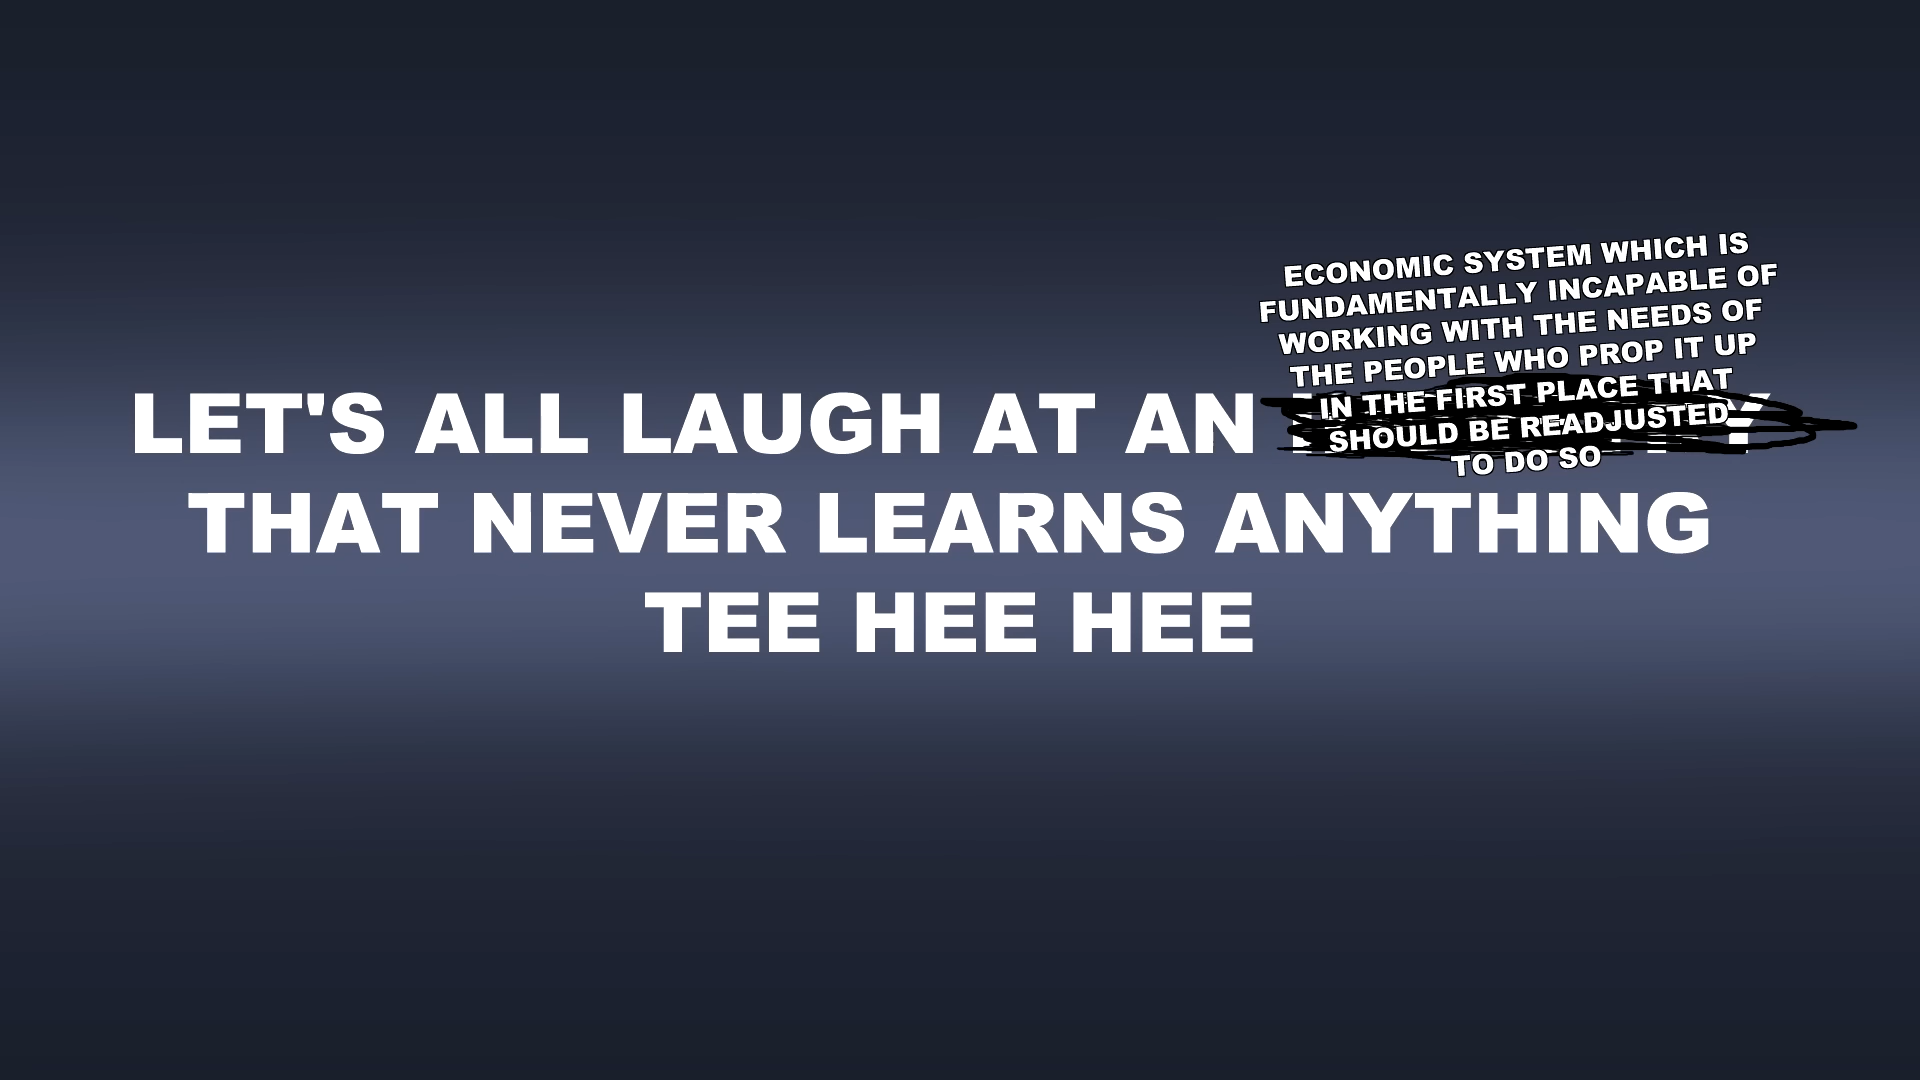 ECONOMIC SYSTEM WHICH IS
FUNDAMENTALLY INCAPABLE OF
WORKING WITH THE NEEDS OF
THE PEOPLE WHO PROP IT UP
IN THE FIRST PLACE THAT
SHOULD BE READJUSTED
TO DO SO
LET'S ALL LAUGH AT AN
THAT NEVER LEARNS ANYTHING
TEE HEE HEE